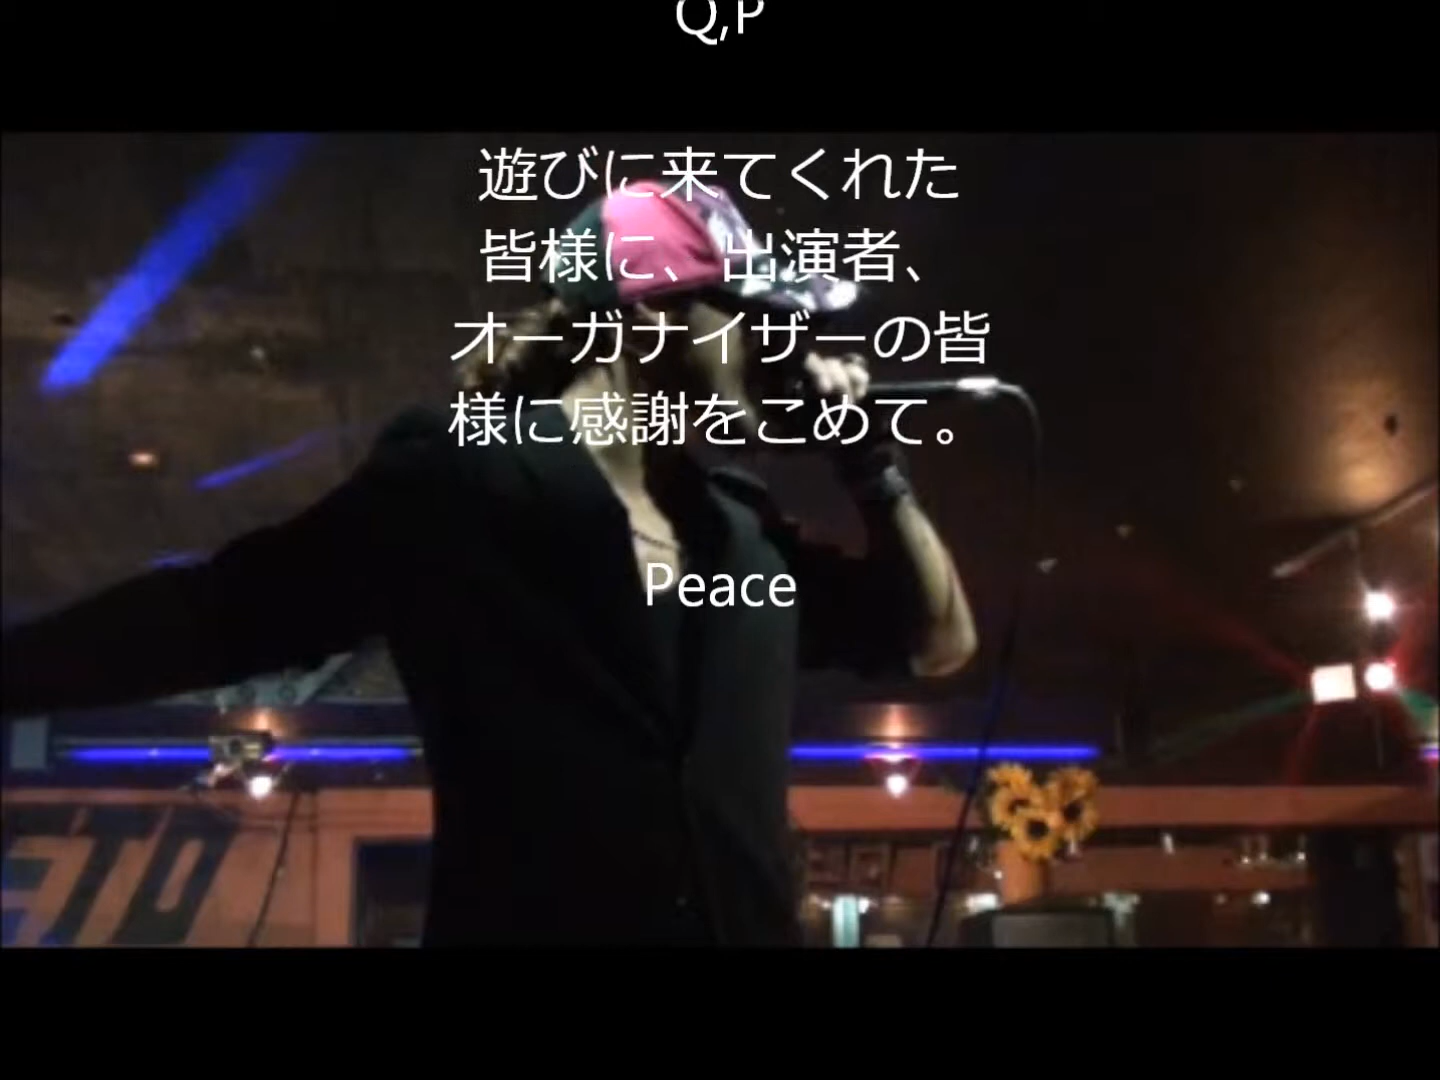 Q,P
遊びに来てくれた
皆様に、出演者、
オーガナイザーの皆
様に感謝をこめて。
Peace